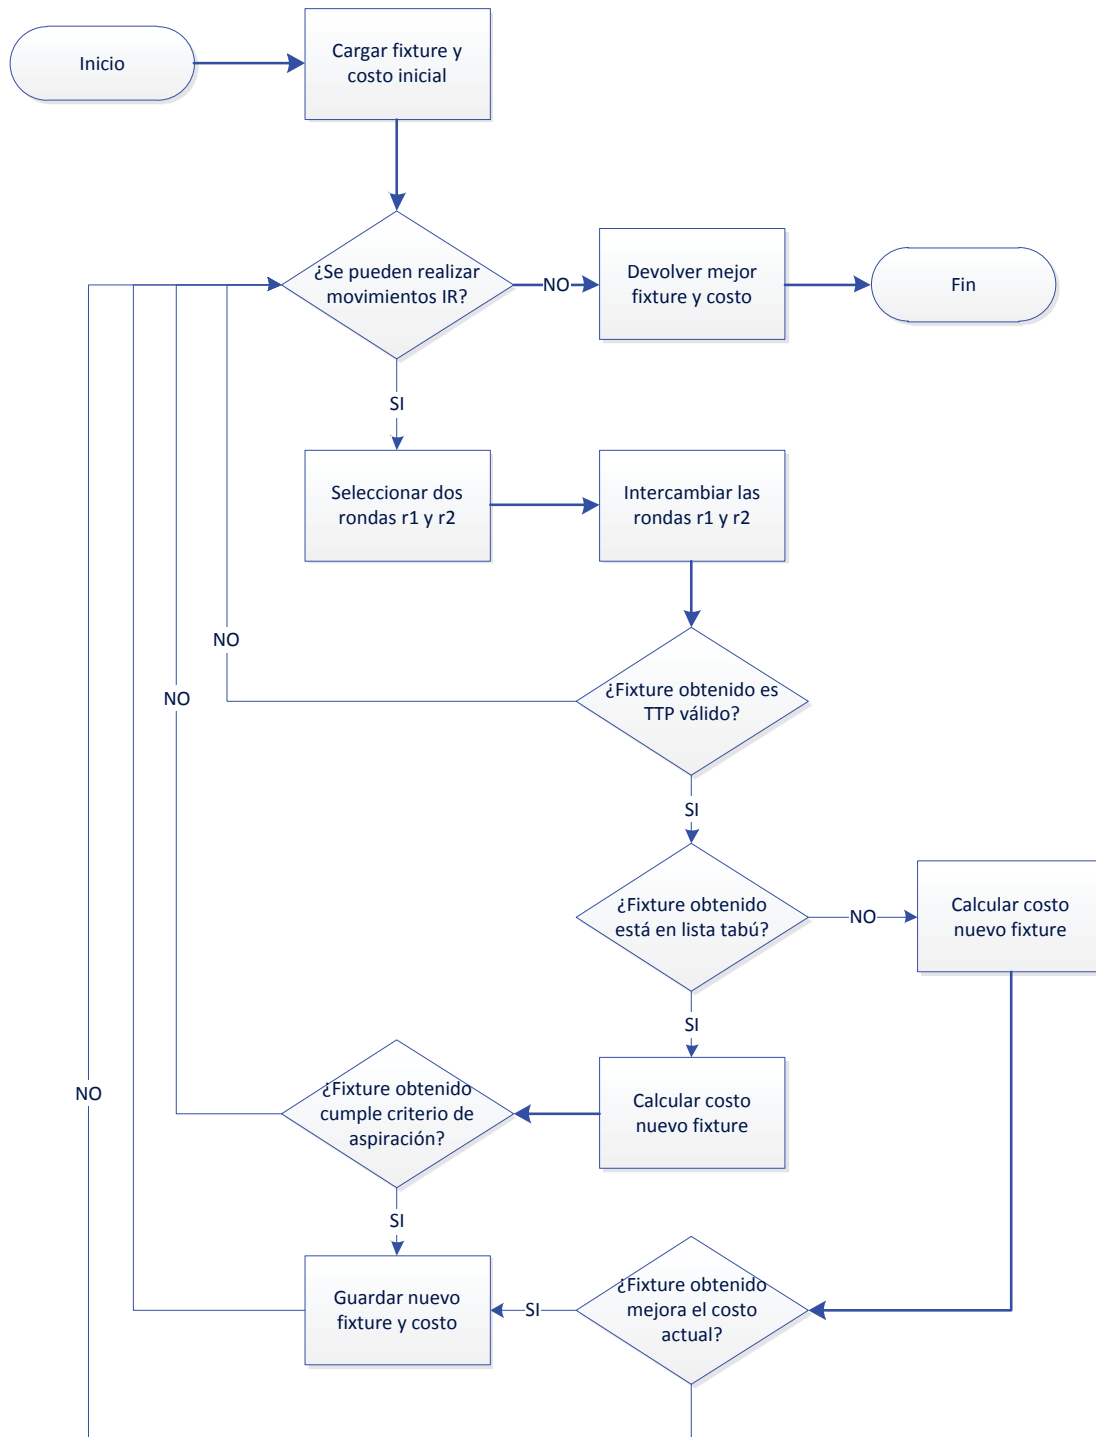 Inicio
Cargar fixture y
costo inicial
¿Se pueden realizar
movimientos IR?
NO
Devolver mejor
fixture y costo
Fin
SI
Seleccionar dos
rondas r1 y r2
Intercambiar las
rondas r1 y r2
NO
¿Fixture obtenido es
TTP válido?
NO
SI
¿Fixture obtenido
está en lista tabú?
NO
Calcular costo
nuevo fixture
SI
NO
¿Fixture obtenido
cumple criterio de
aspiración?
Calcular costo
nuevo fixture
SI
Guardar nuevo
fixture y costo
SI
¿Fixture obtenido
mejora el costo
actual?